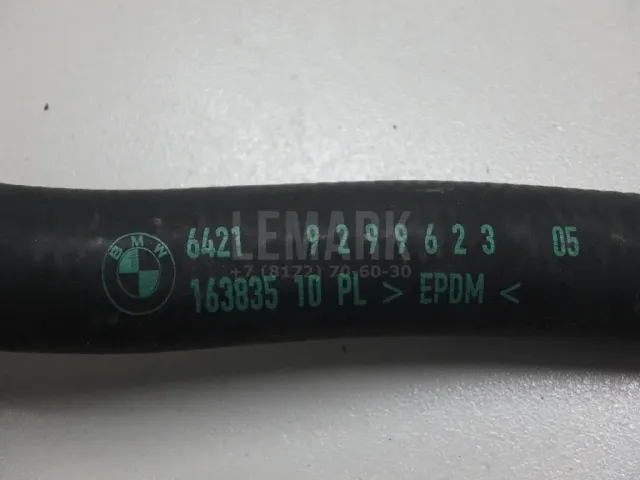 BMW
6421 9299623 05
163835 10 PL > EPDM <
LEMARK
+7 (8172) 70-60-30